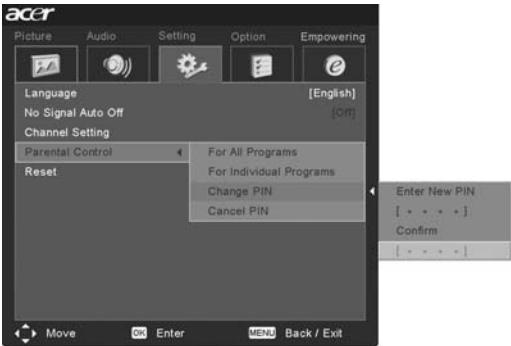 acer
Picture Audio Setting Option Empowering
Language [English]
No Signal Auto Off [Off]
Channel Setting
Parental Control For All Programs
Reset For Individual Programs
Change PIN Enter New PIN
Cancel PIN [ - - - - ]
Confirm
[ - - - - ]
Move OK Enter MENU Back / Exit